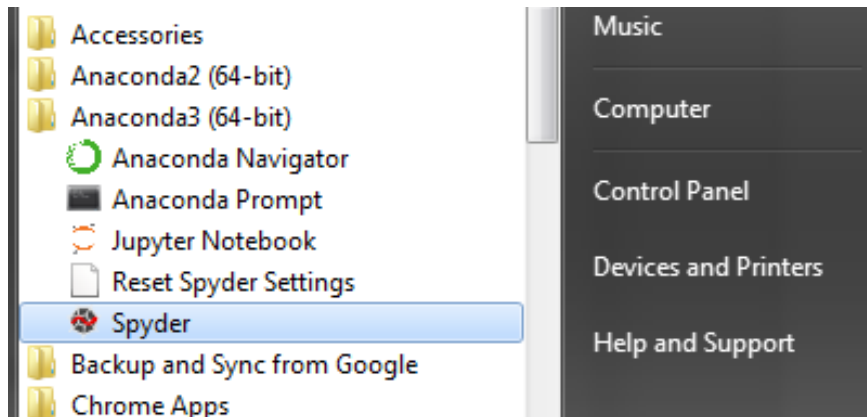 Accessories
Anaconda2 (64-bit)
Anaconda3 (64-bit)
Anaconda Navigator
Anaconda Prompt
Jupyter Notebook
Reset Spyder Settings
Spyder
Backup and Sync from Google
Chrome Apps
Music
Computer
Control Panel
Devices and Printers
Help and Support